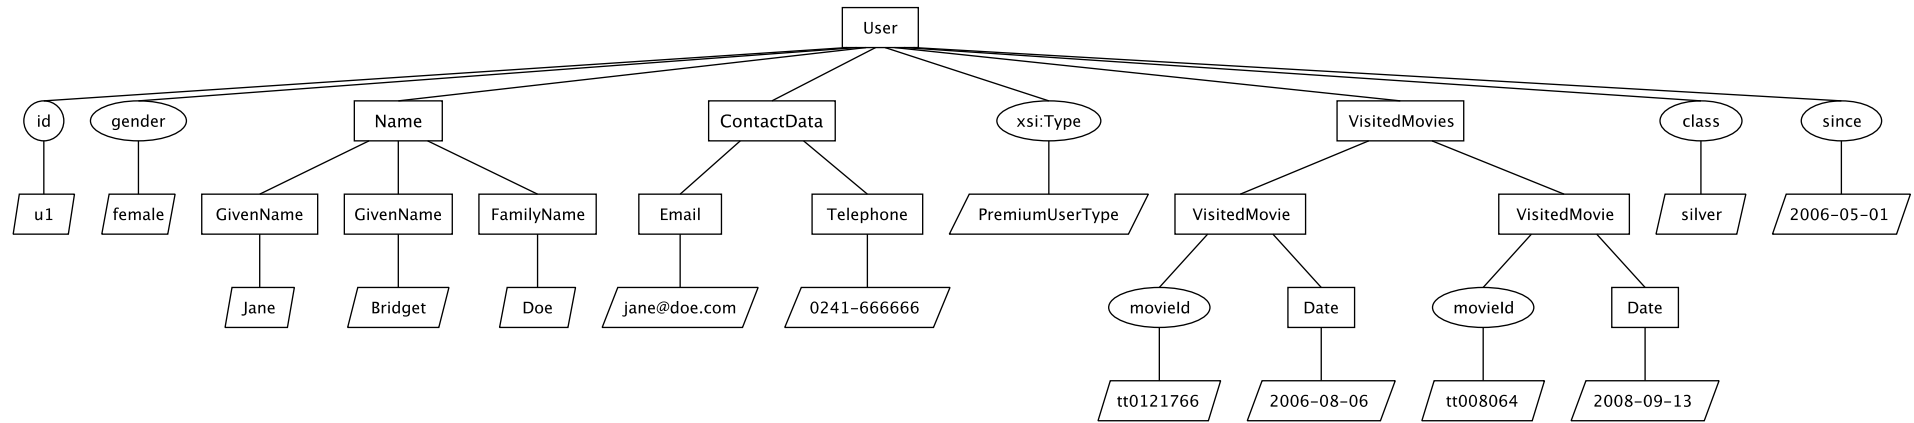 User
id gender Name ContactData xsi:Type VisitedMovies class since
u1 female GivenName GivenName FamilyName Email Telephone PremiumUserType VisitedMovie VisitedMovie silver 2006-05-01
Jane Bridget Doe jane@doe.com 0241-666666 movieId Date movieId Date
tt0121766 2006-08-06 tt008064 2008-09-13